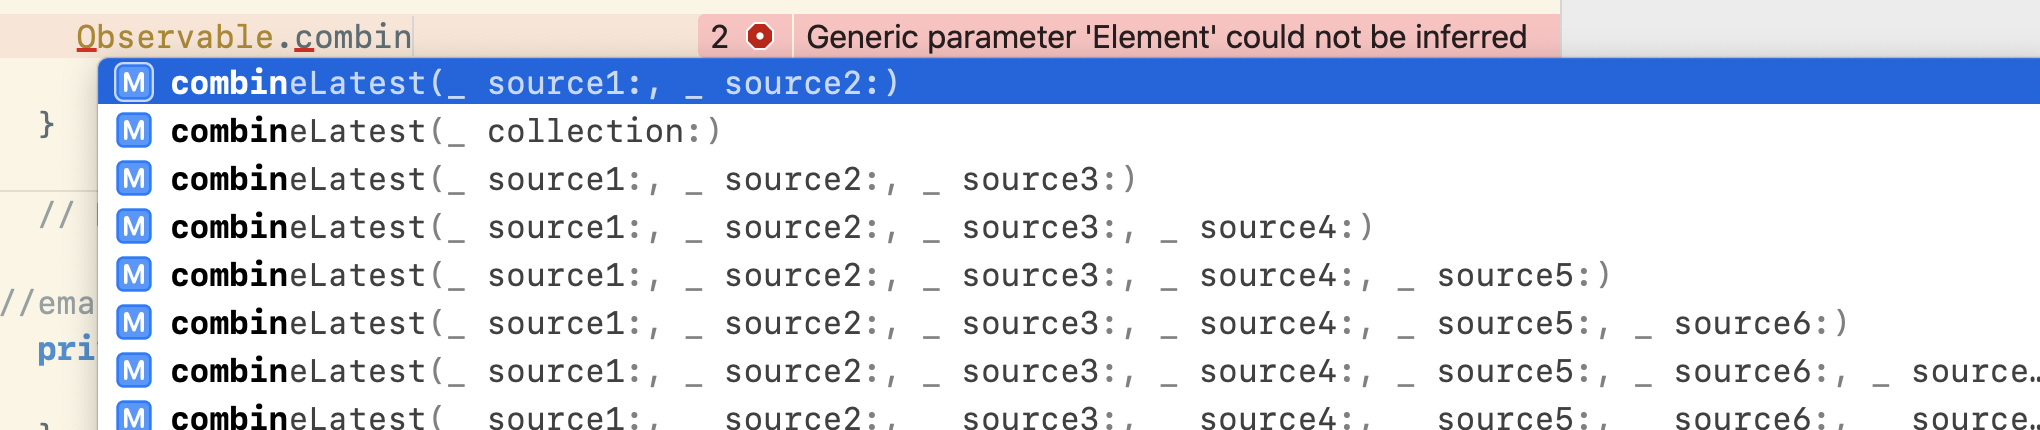 Observable.combin 2 Generic parameter 'Element' could not be inferred
M combineLatest(_ source1:, _ source2:)
} M combineLatest(_ collection:)
M combineLatest(_ source1:, _ source2:, _ source3:)
// M combineLatest(_ source1:, _ source2:, _ source3:, _ source4:)
M combineLatest(_ source1:, _ source2:, _ source3:, _ source4:, _ source5:)
//ema M combineLatest(_ source1:, _ source2:, _ source3:, _ source4:, _ source5:, _ source6:)
pri M combineLatest(_ source1:, _ source2:, _ source3:, _ source4:, _ source5:, _ source6:, _ source…
M combineLatest(_ source1:, _ source2:, _ source3:, _ source4:, _ source5:, _ source6:, _ source…